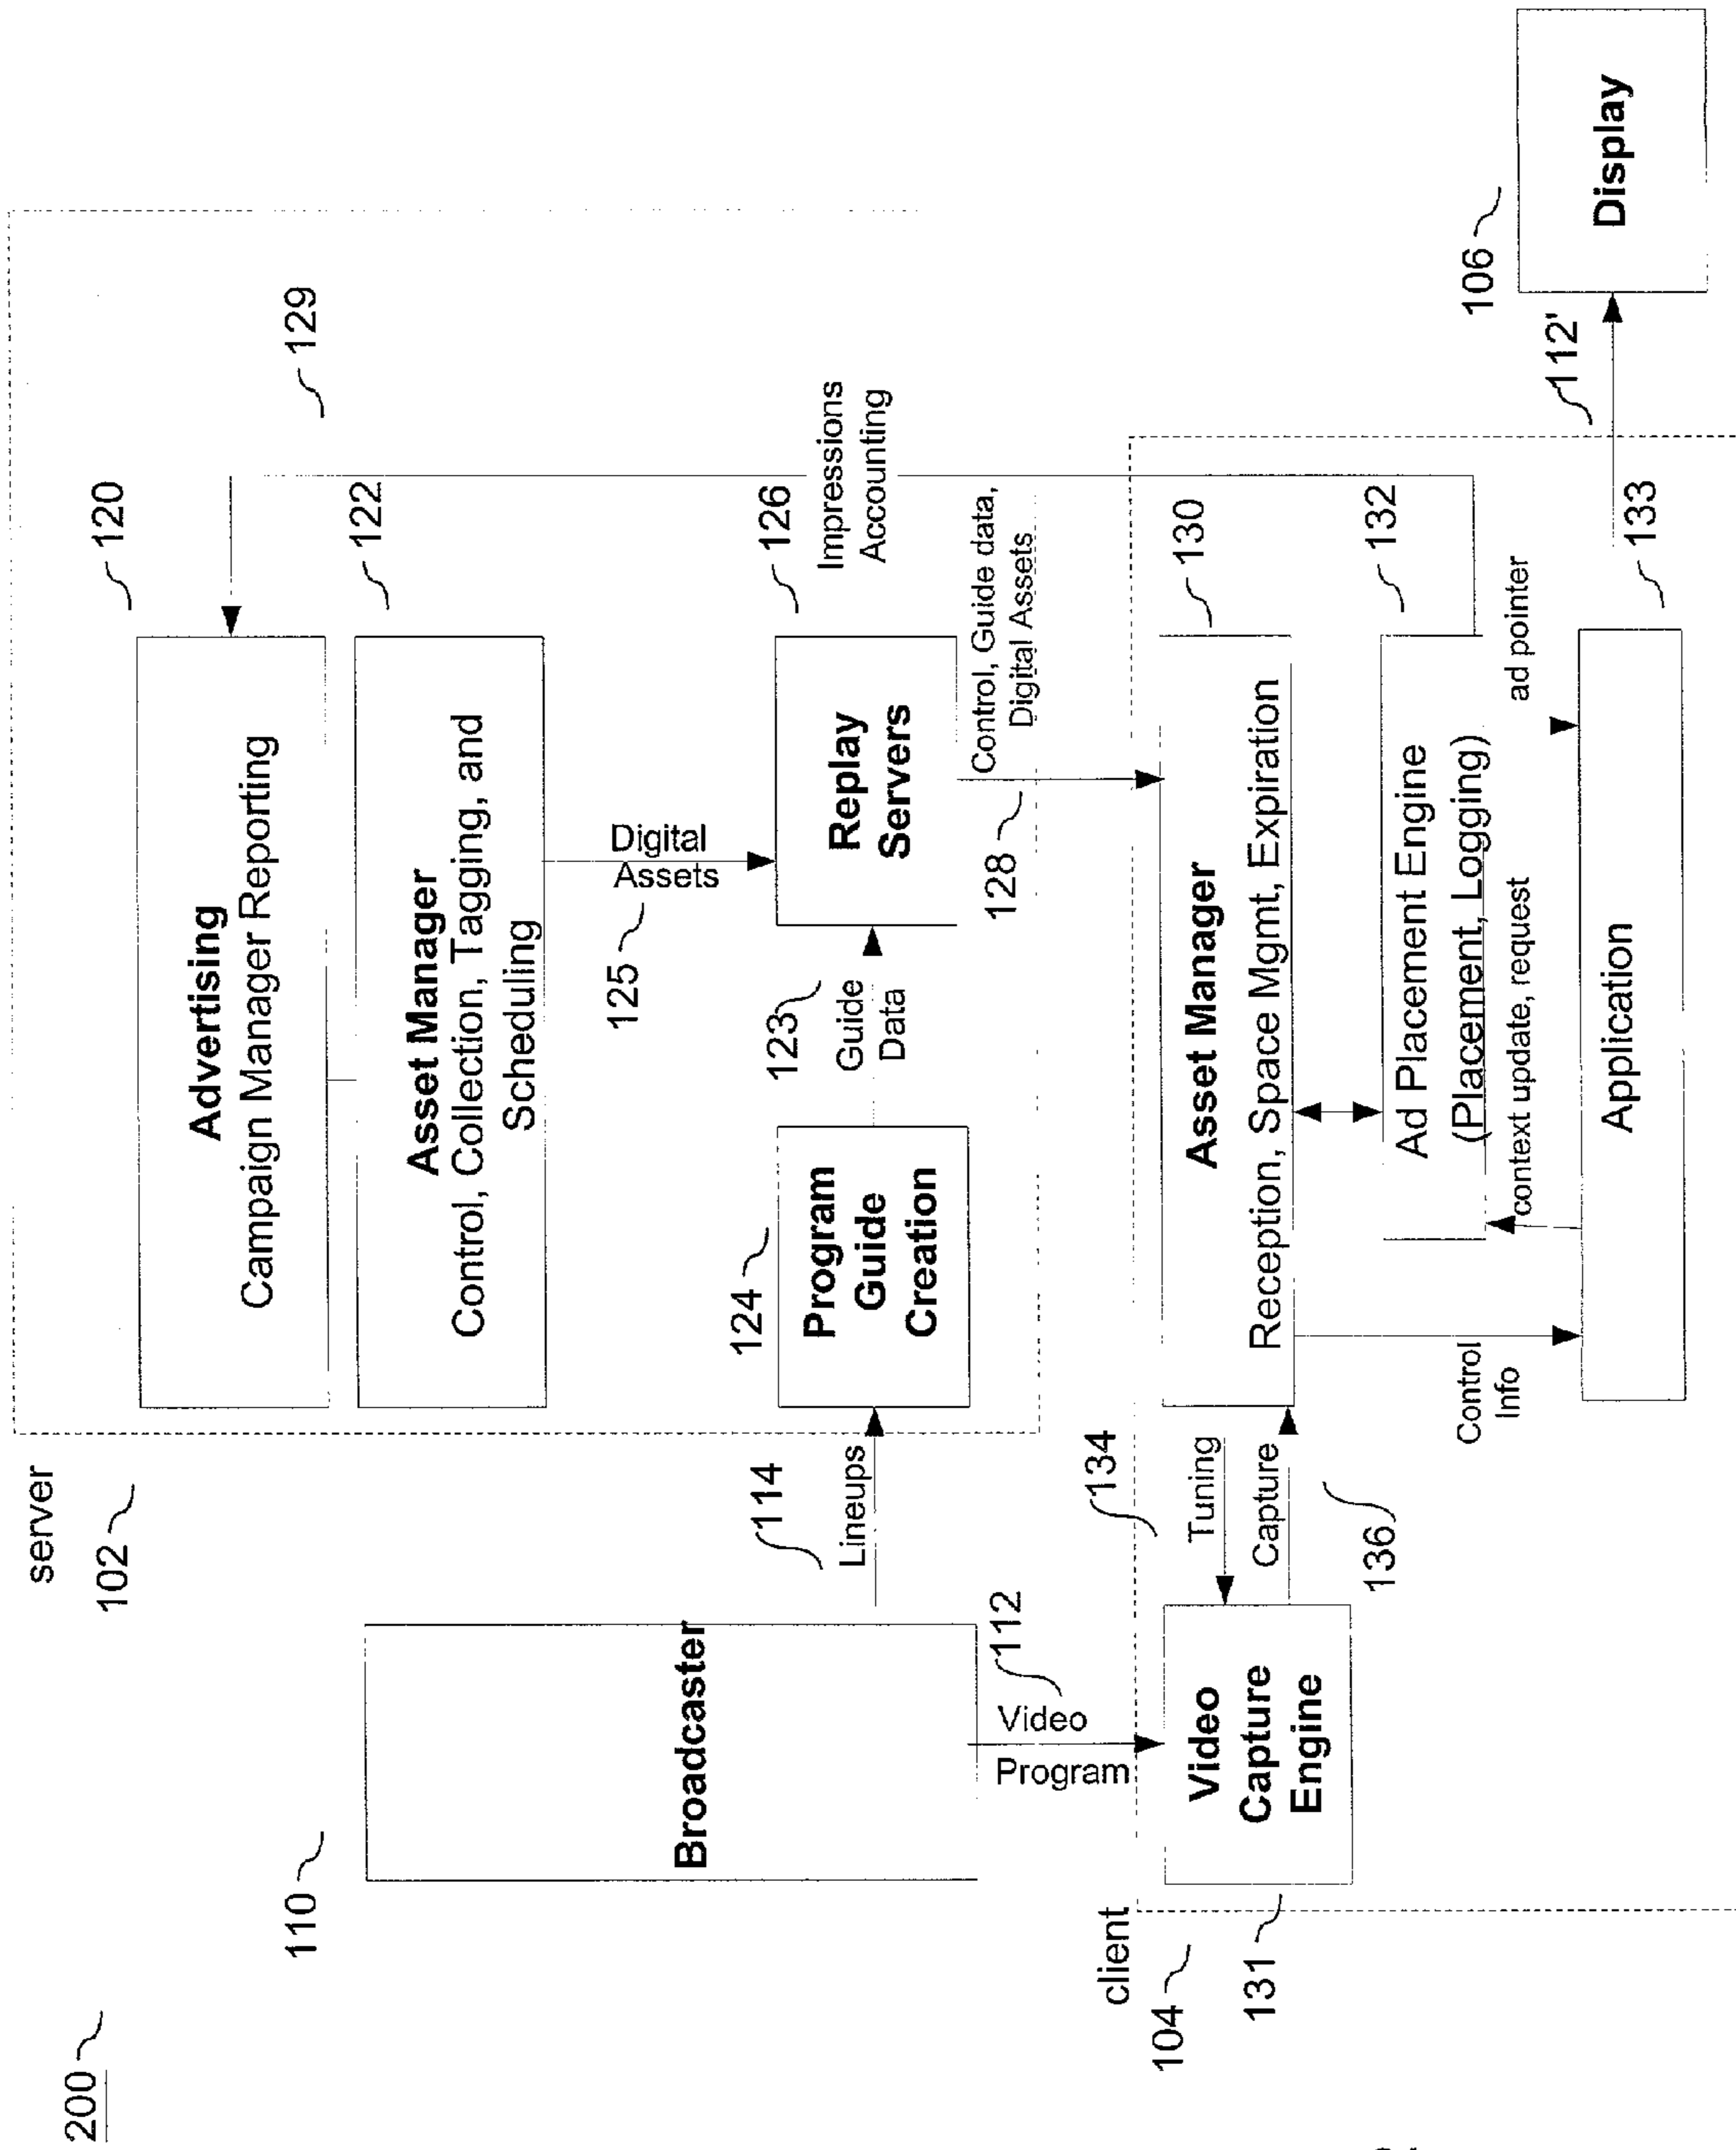 200
server
102
110
Broadcaster
114
Lineups
112
Video
Program
120
Advertising
Campaign Manager Reporting
122
Asset Manager
Control, Collection, Tagging, and
Scheduling
129
125
Digital
Assets
124
Program
Guide
Creation
123
Guide
Data
126
Replay
Servers
Impressions
Accounting
128
Control, Guide data,
Digital Assets
client
104
131
Video
Capture
Engine
134
Tuning
Capture
136
130
Asset Manager
Reception, Space Mgmt, Expiration
132
Ad Placement Engine
(Placement, Logging)
Control
Info
context update, request
ad pointer
Application
133
112'
106
Display